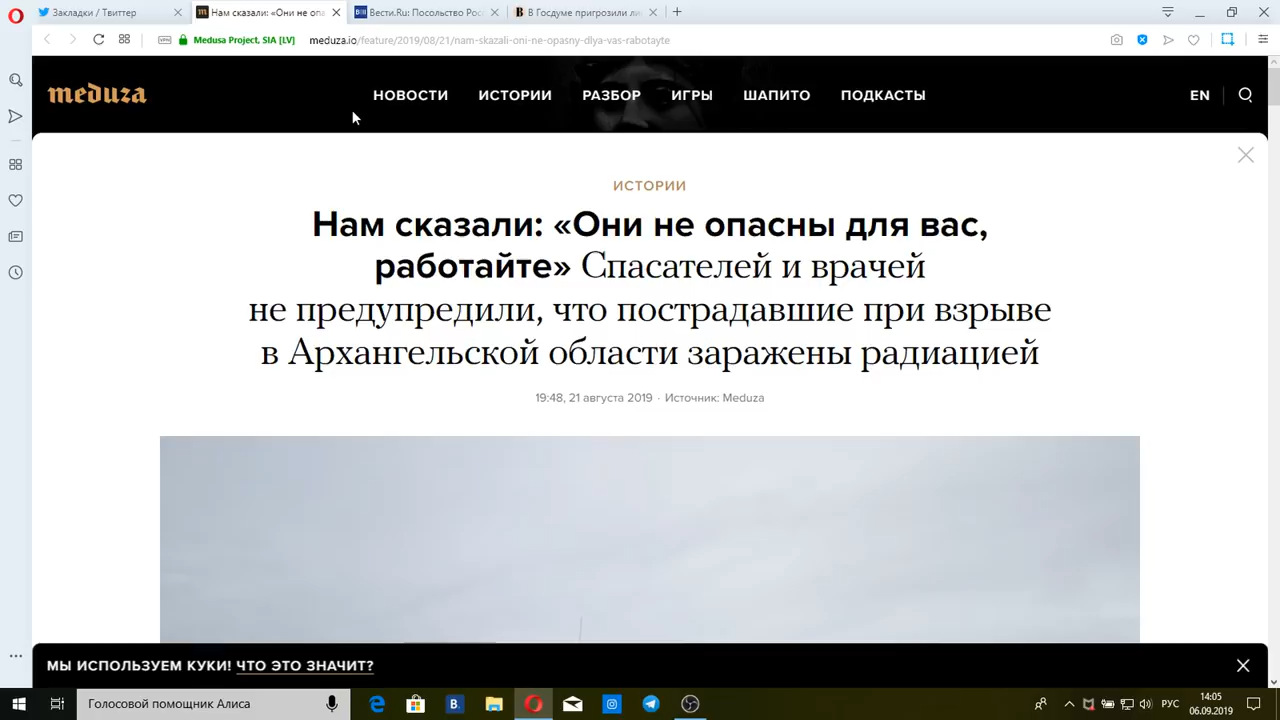 Закладки / Твиттер
Нам сказали: «Они не опа
Вести.Ru: Посольство Рос
В Госдуме пригрозили ли
Medusa Project, SIA [LV]
meduza.io/feature/2019/08/21/nam-skazali-oni-ne-opasny-dlya-vas-rabotayte
VPN
meduza
НОВОСТИ
ИСТОРИИ
РАЗБОР
ИГРЫ
ШАПИТО
ПОДКАСТЫ
EN
ИСТОРИИ
Нам сказали: «Они не опасны для вас,
работайте» Спасателей и врачей
не предупредили, что пострадавшие при взрыве
в Архангельской области заражены радиацией
19:48, 21 августа 2019 · Источник: Meduza
МЫ ИСПОЛЬЗУЕМ КУКИ! ЧТО ЭТО ЗНАЧИТ?
Голосовой помощник Алиса
B.
РУС
14:05
06.09.2019